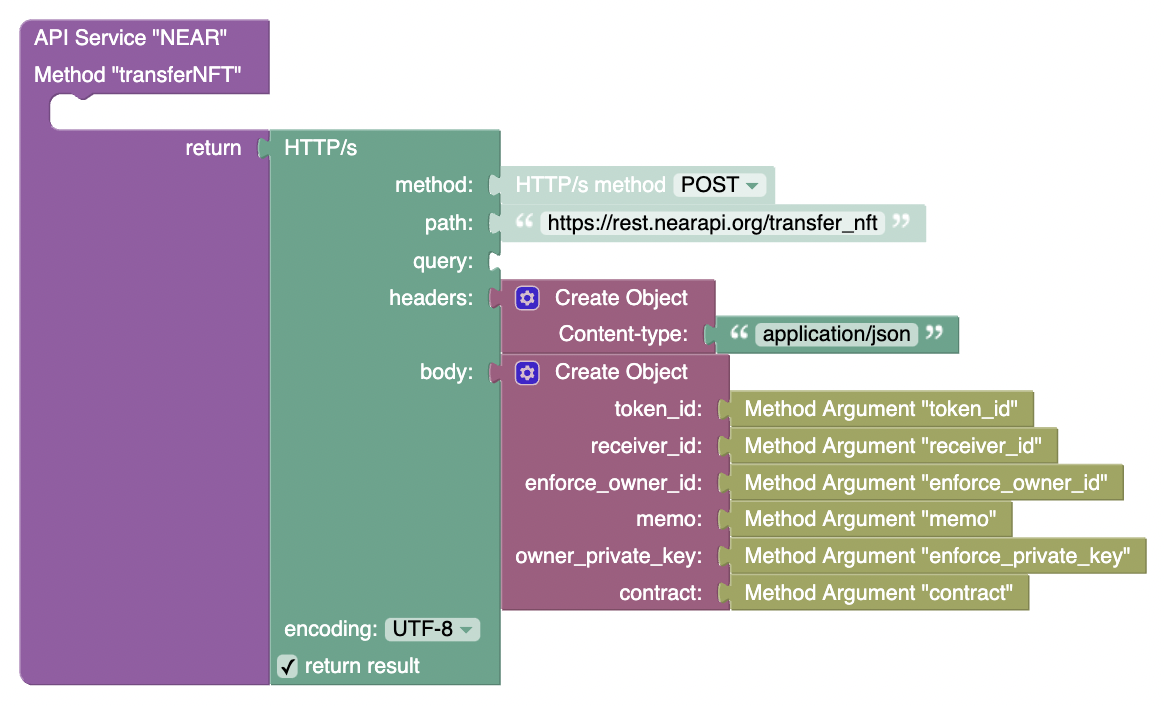 API Service "NEAR"
Method "transferNFT"
return HTTP/s
method: HTTP/s method POST
path: “ https://rest.nearapi.org/transfer_nft ”
query:
headers: Create Object
Content-type: “ application/json ”
body: Create Object
token_id: Method Argument "token_id"
receiver_id: Method Argument "receiver_id"
enforce_owner_id: Method Argument "enforce_owner_id"
memo: Method Argument "memo"
owner_private_key: Method Argument "enforce_private_key"
contract: Method Argument "contract"
encoding: UTF-8
return result